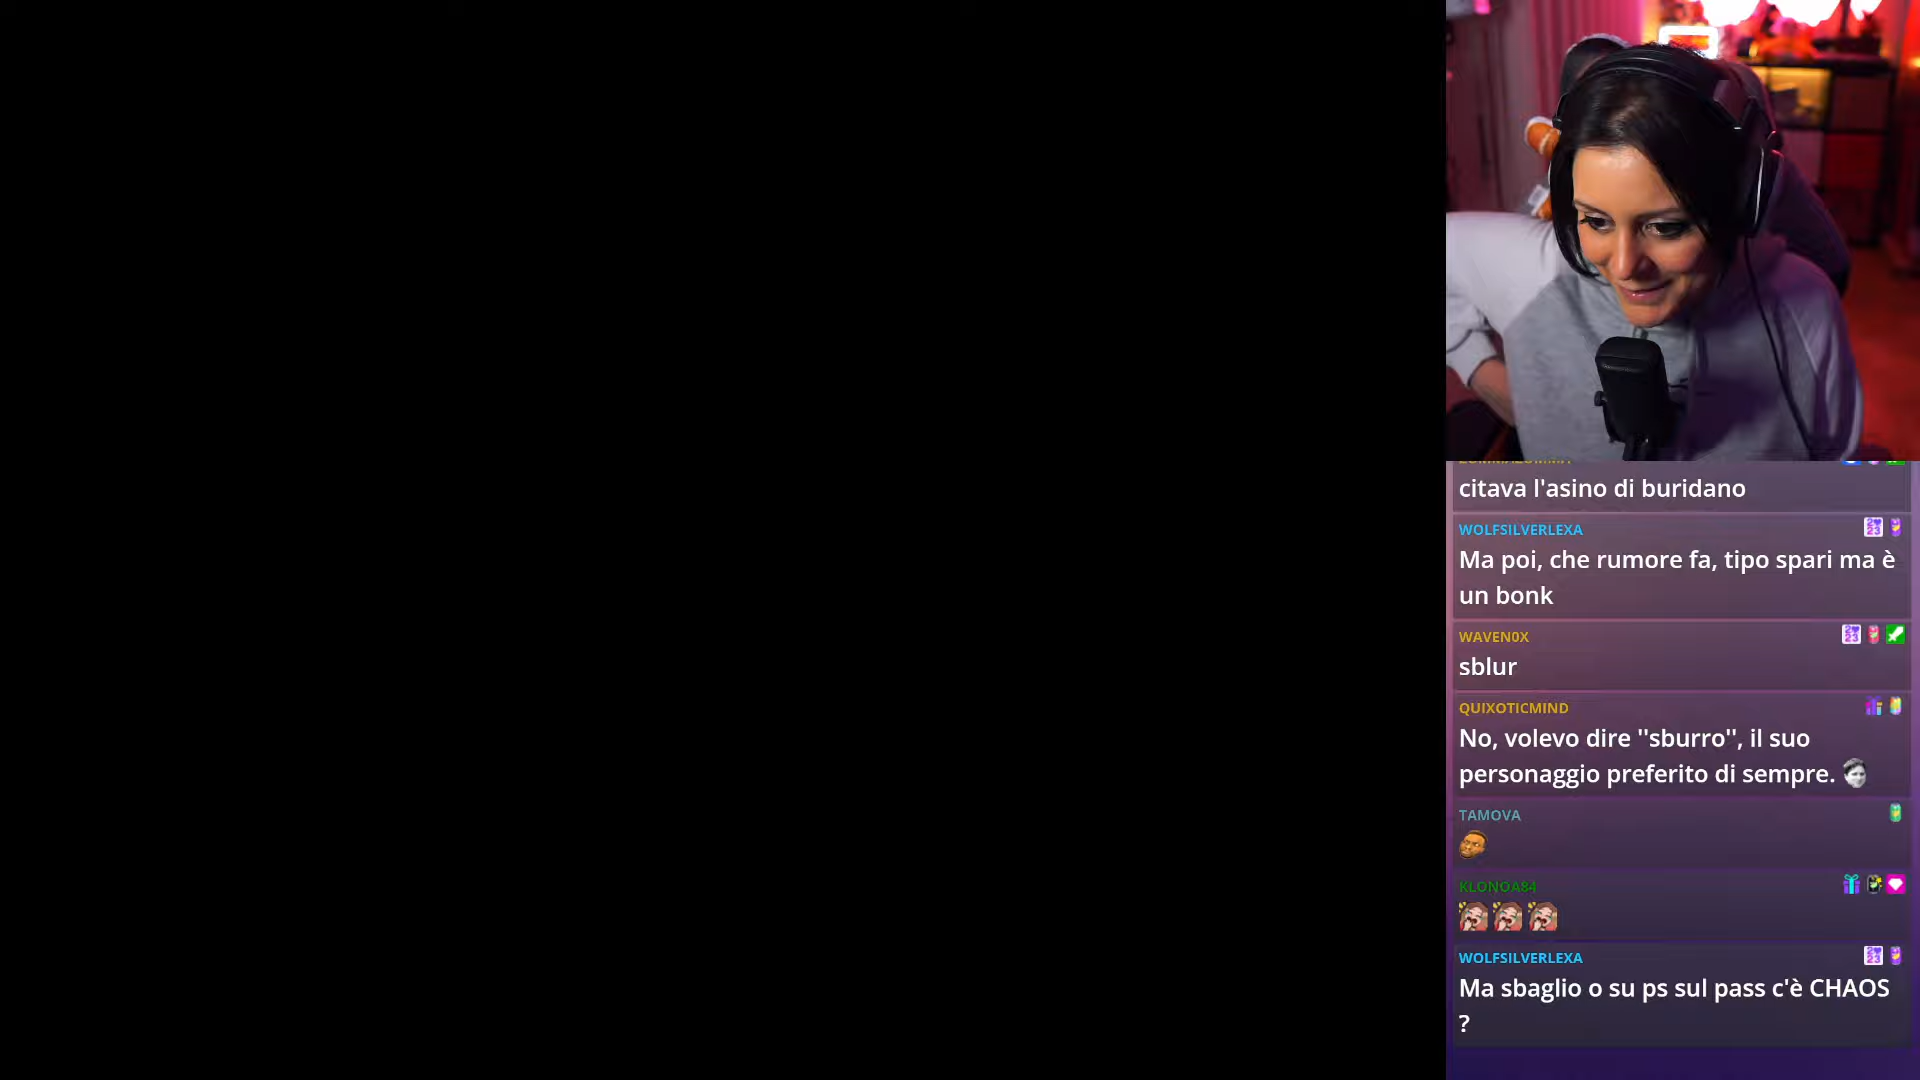 citava l'asino di buridano
WOLFSILVERLEXA
Ma poi, che rumore fa, tipo spari ma è
un bonk
WAVEN0X
sblur
QUIXOTICMIND
No, volevo dire ''sburro'', il suo
personaggio preferito di sempre.
TAMOVA
KLONOA84
WOLFSILVERLEXA
Ma sbaglio o su ps sul pass c'è CHAOS
?